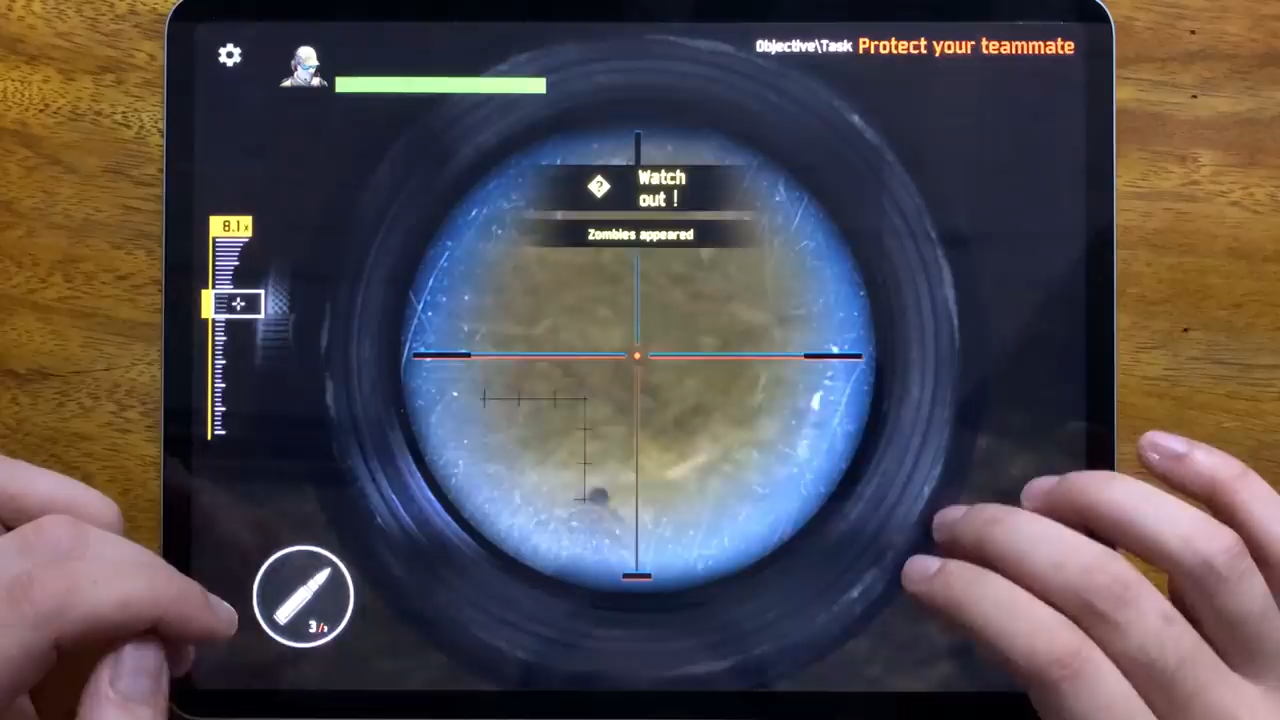 Objective\Task Protect your teammate
Watch
out !
Zombies appeared
8.1x
3/3